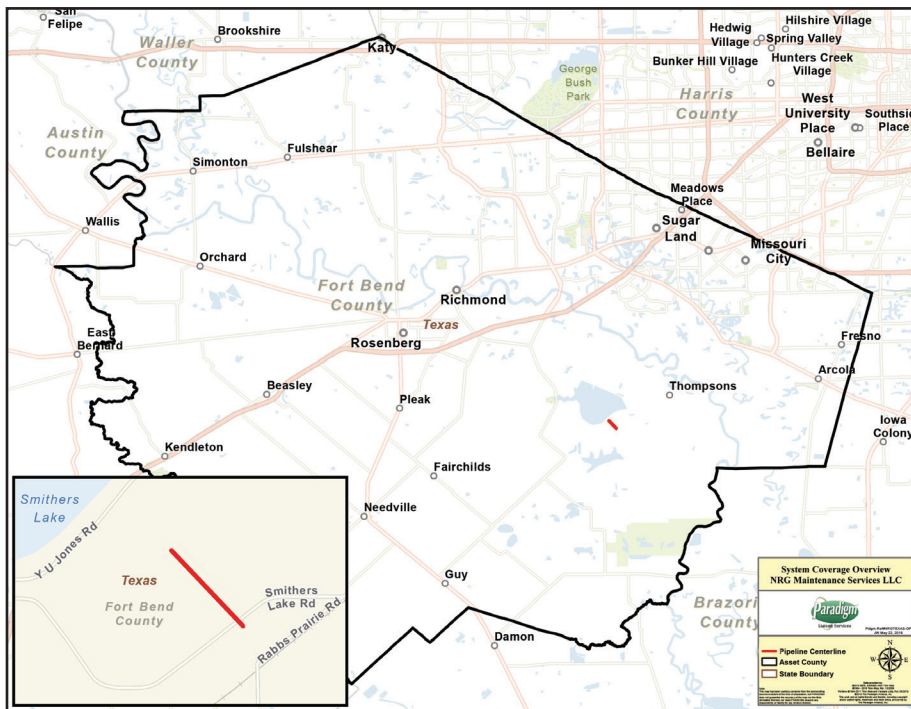 San
Felipe
Brookshire
Waller
County
Katy
Hedwig
Village
Hilshire Village
Spring Valley
Bunker Hill Village
Hunters Creek
Village
George
Bush
Park
Harris
County
West
University
Place
Southside
Place
Bellaire
Austin
County
Simonton
Fulshear
Meadows
Place
Sugar
Land
Missouri
City
Wallis
Orchard
Fort Bend
County
Richmond
Texas
Rosenberg
East
Bernard
Fresno
Arcola
Beasley
Pleak
Thompsons
Iowa
Colony
Kendleton
Fairchilds
Needville
Guy
Damon
Brazori
County
Smithers
Lake
Y U Jones Rd
Texas
Fort Bend
County
Smithers
Lake Rd
Rabbs Prairie Rd
System Coverage Overview
NRG Maintenance Services LLC
Paradigm
Liaison Services
N
W
E
S
Pipeline Centerline
Asset County
State Boundary